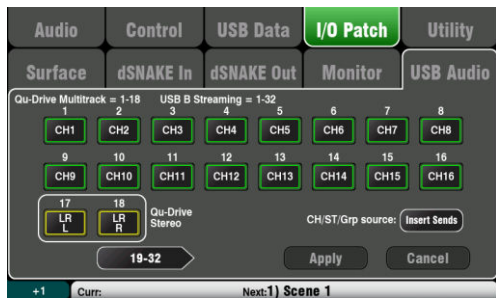 Audio Control USB Data I/O Patch Utility
Surface dSNAKE In dSNAKE Out Monitor USB Audio
Qu-Drive Multitrack = 1-18 USB B Streaming = 1-32
1 2 3 4 5 6 7 8
CH1 CH2 CH3 CH4 CH5 CH6 CH7 CH8
9 10 11 12 13 14 15 16
CH9 CH10 CH11 CH12 CH13 CH14 CH15 CH16
17 18
LR LR Qu-Drive
L R Stereo
CH/ST/Grp source: Insert Sends
19-32 Apply Cancel
+1 Curr: Next:1) Scene 1